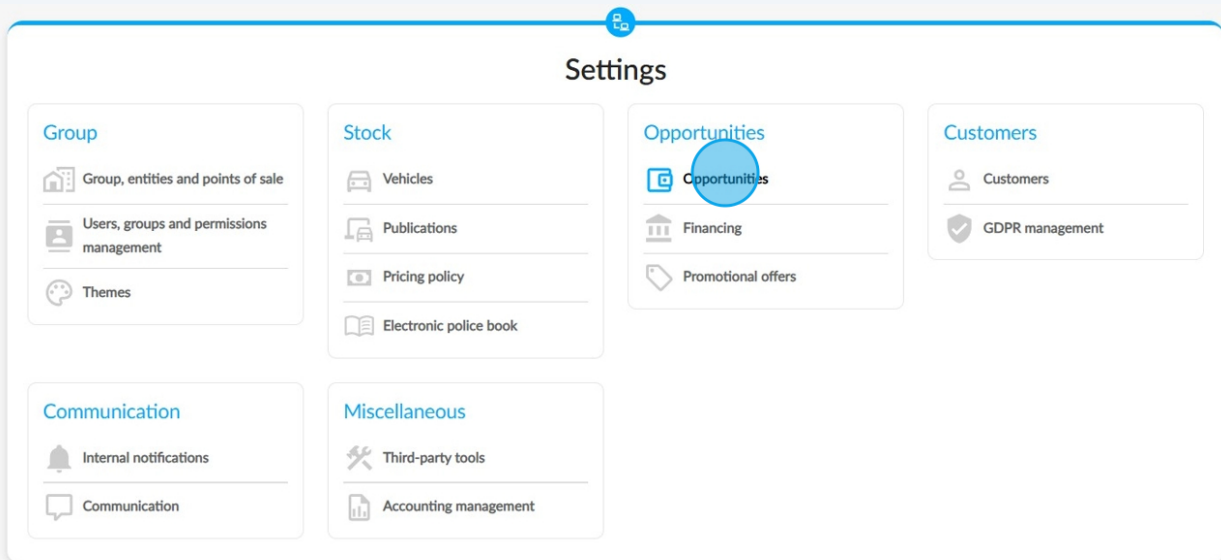 Settings
Group
Group, entities and points of sale
Users, groups and permissions
management
Themes
Stock
Vehicles
Publications
Pricing policy
Electronic police book
Opportunities
Opportunities
Financing
Promotional offers
Customers
Customers
GDPR management
Communication
Internal notifications
Communication
Miscellaneous
Third-party tools
Accounting management